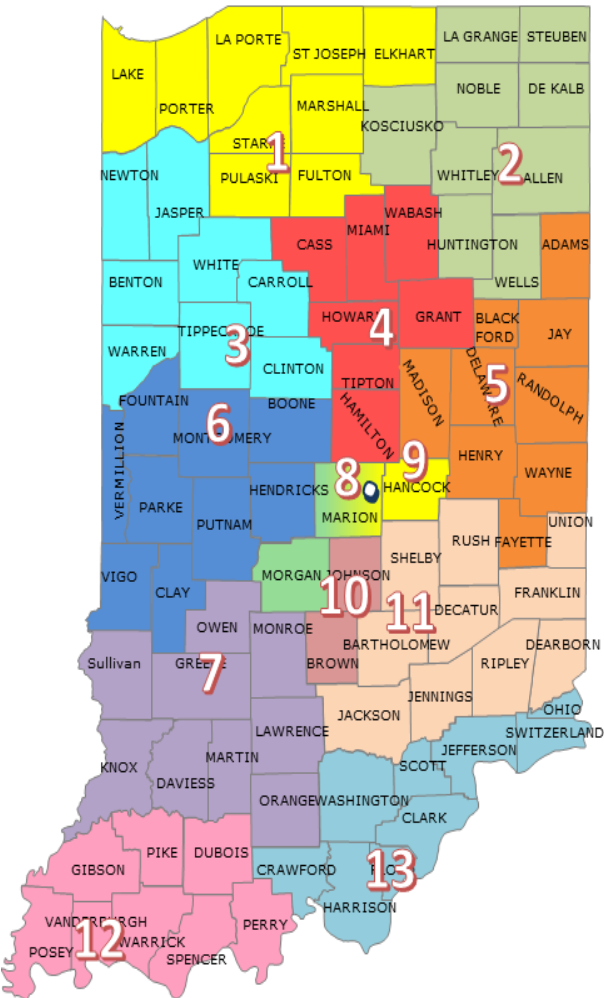 LA PORTE
ST JOSEPH
ELKHART
LA GRANGE
STEUBEN
LAKE
PORTER
NOBLE
DE KALB
MARSHALL
KOSCIUSKO
1
2
NEWTON
PULASKI
FULTON
WHITLEY
ALLEN
JASPER
WABASH
MIAMI
CASS
HUNTINGTON
ADAMS
WHITE
BENTON
CARROLL
WELLS
HOWARD
4
GRANT
BLACK
FORD
JAY
3
WARREN
CLINTON
TIPTON
MADISON
DELAWARE
5
RANDOLPH
FOUNTAIN
BOONE
HAMILTON
6
MONTGOMERY
VERMILLION
HENRY
9
WAYNE
8
HENDRICKS
HANCOCK
PARKE
PUTNAM
MARION
UNION
RUSH
FAYETTE
SHELBY
VIGO
CLAY
MORGAN
JOHNSON
FRANKLIN
10
11
DECATUR
OWEN
MONROE
BARTHOLOMEW
DEARBORN
Sullivan
7
BROWN
RIPLEY
JENNINGS
JACKSON
OHIO
LAWRENCE
SWITZERLAND
JEFFERSON
KNOX
MARTIN
SCOTT
DAVIESS
ORANGE
WASHINGTON
CLARK
PIKE
DUBOIS
GIBSON
CRAWFORD
13
HARRISON
VANDERBURGH
12
WARRICK
PERRY
POSEY
SPENCER